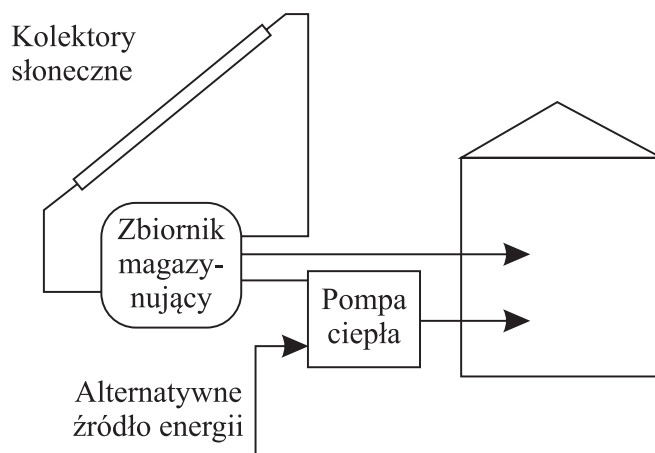 Kolektory
słoneczne
Zbiornik
magazy-
nujący
Pompa
ciepła
Alternatywne
źródło energii